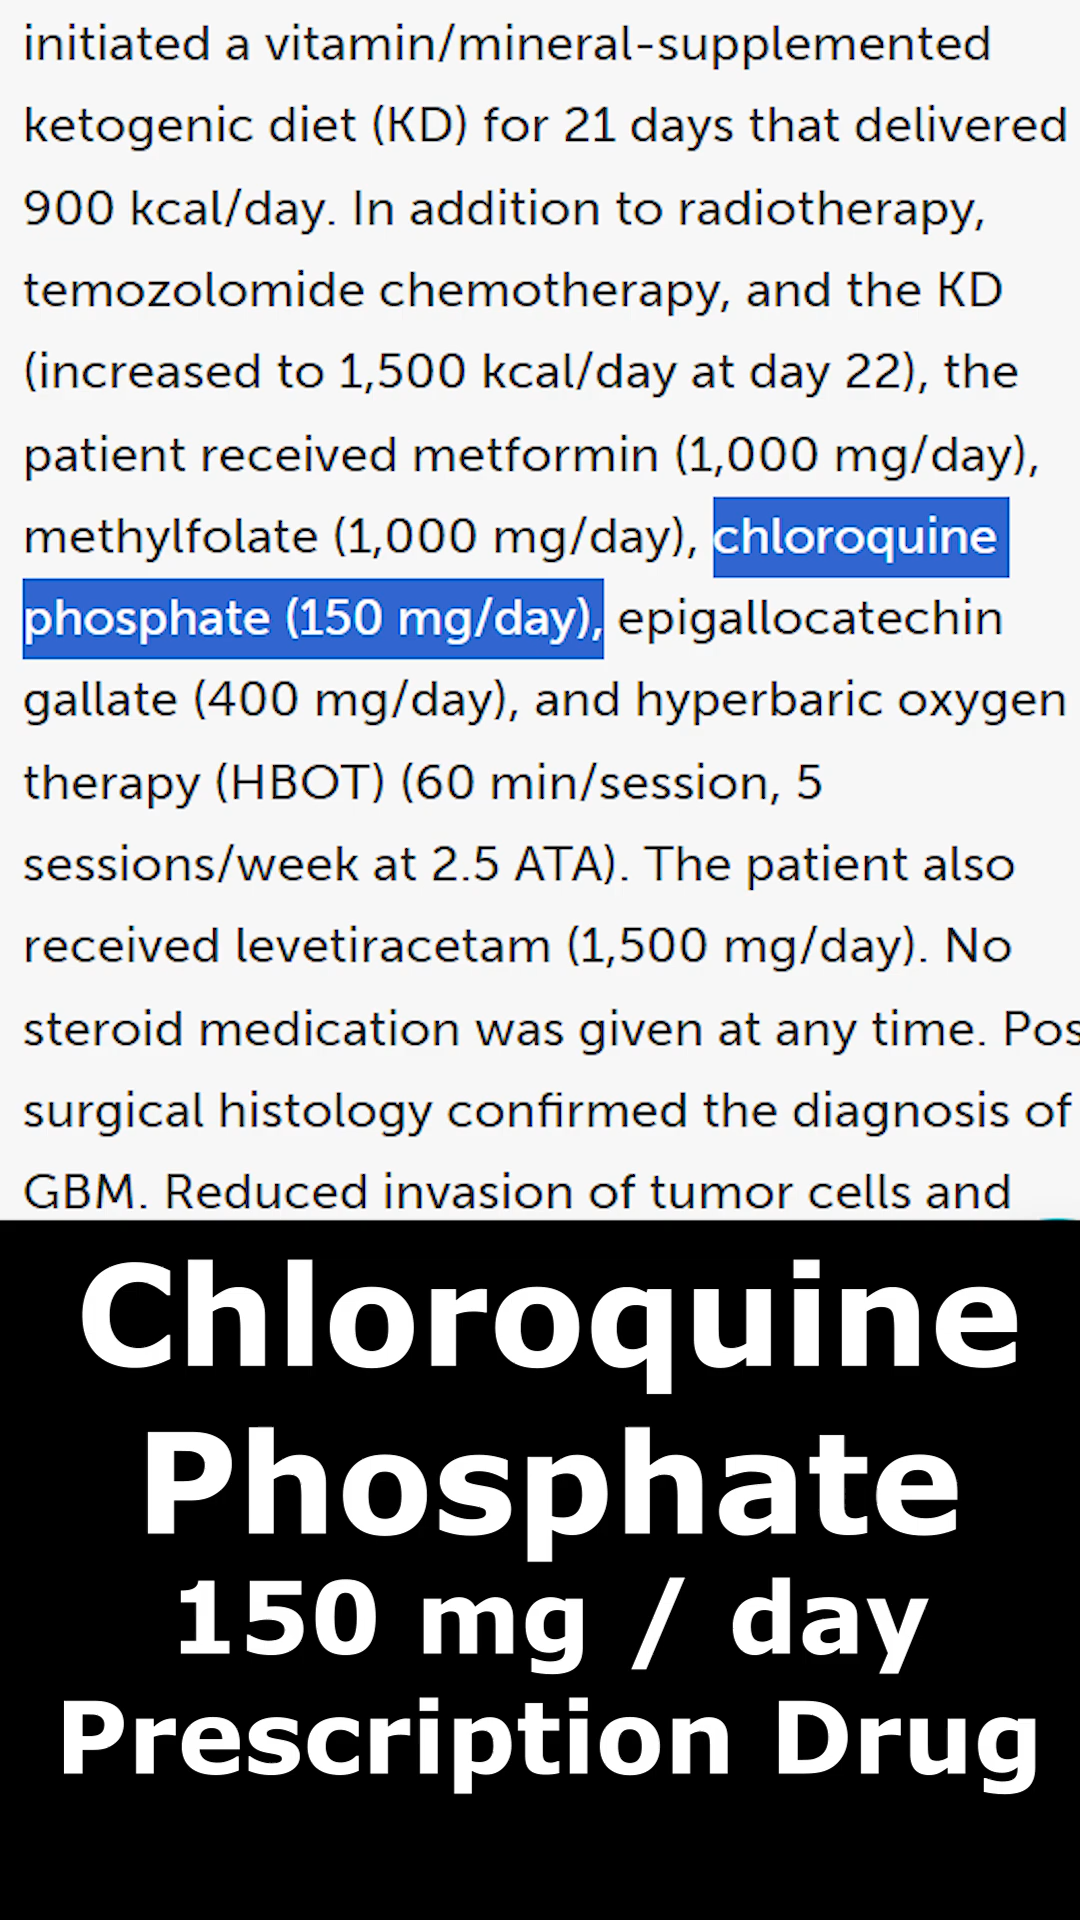 initiated a vitamin/mineral-supplemented
ketogenic diet (KD) for 21 days that delivered
900 kcal/day. In addition to radiotherapy,
temozolomide chemotherapy, and the KD
(increased to 1,500 kcal/day at day 22), the
patient received metformin (1,000 mg/day),
methylfolate (1,000 mg/day), chloroquine
phosphate (150 mg/day), epigallocatechin
gallate (400 mg/day), and hyperbaric oxygen
therapy (HBOT) (60 min/session, 5
sessions/week at 2.5 ATA). The patient also
received levetiracetam (1,500 mg/day). No
steroid medication was given at any time. Pos
surgical histology confirmed the diagnosis of
GBM. Reduced invasion of tumor cells and
Chloroquine
Phosphate
150 mg / day
Prescription Drug